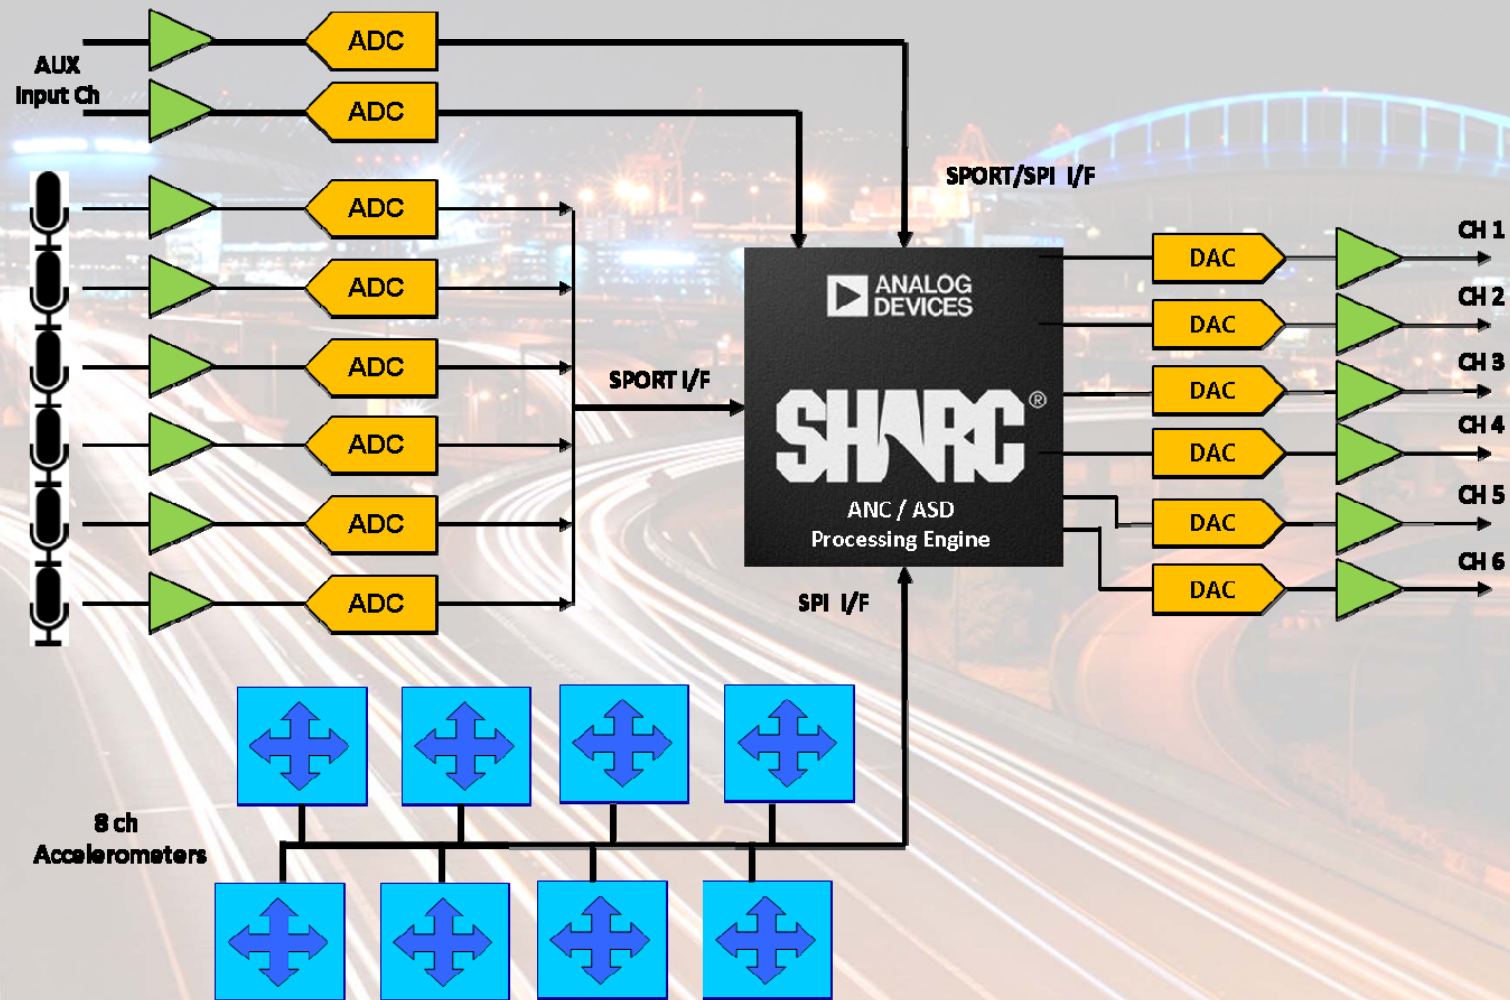 AUX
Input Ch
ADC
ADC
ADC
ADC
ADC
ADC
ADC
ADC
SPORT/SPI I/F
SPORT I/F
ANALOG
DEVICES
SHARC®
ANC / ASD
Processing Engine
SPI I/F
DAC
CH 1
DAC
CH 2
DAC
CH 3
DAC
CH 4
DAC
CH 5
DAC
CH 6
8 ch
Accelerometers